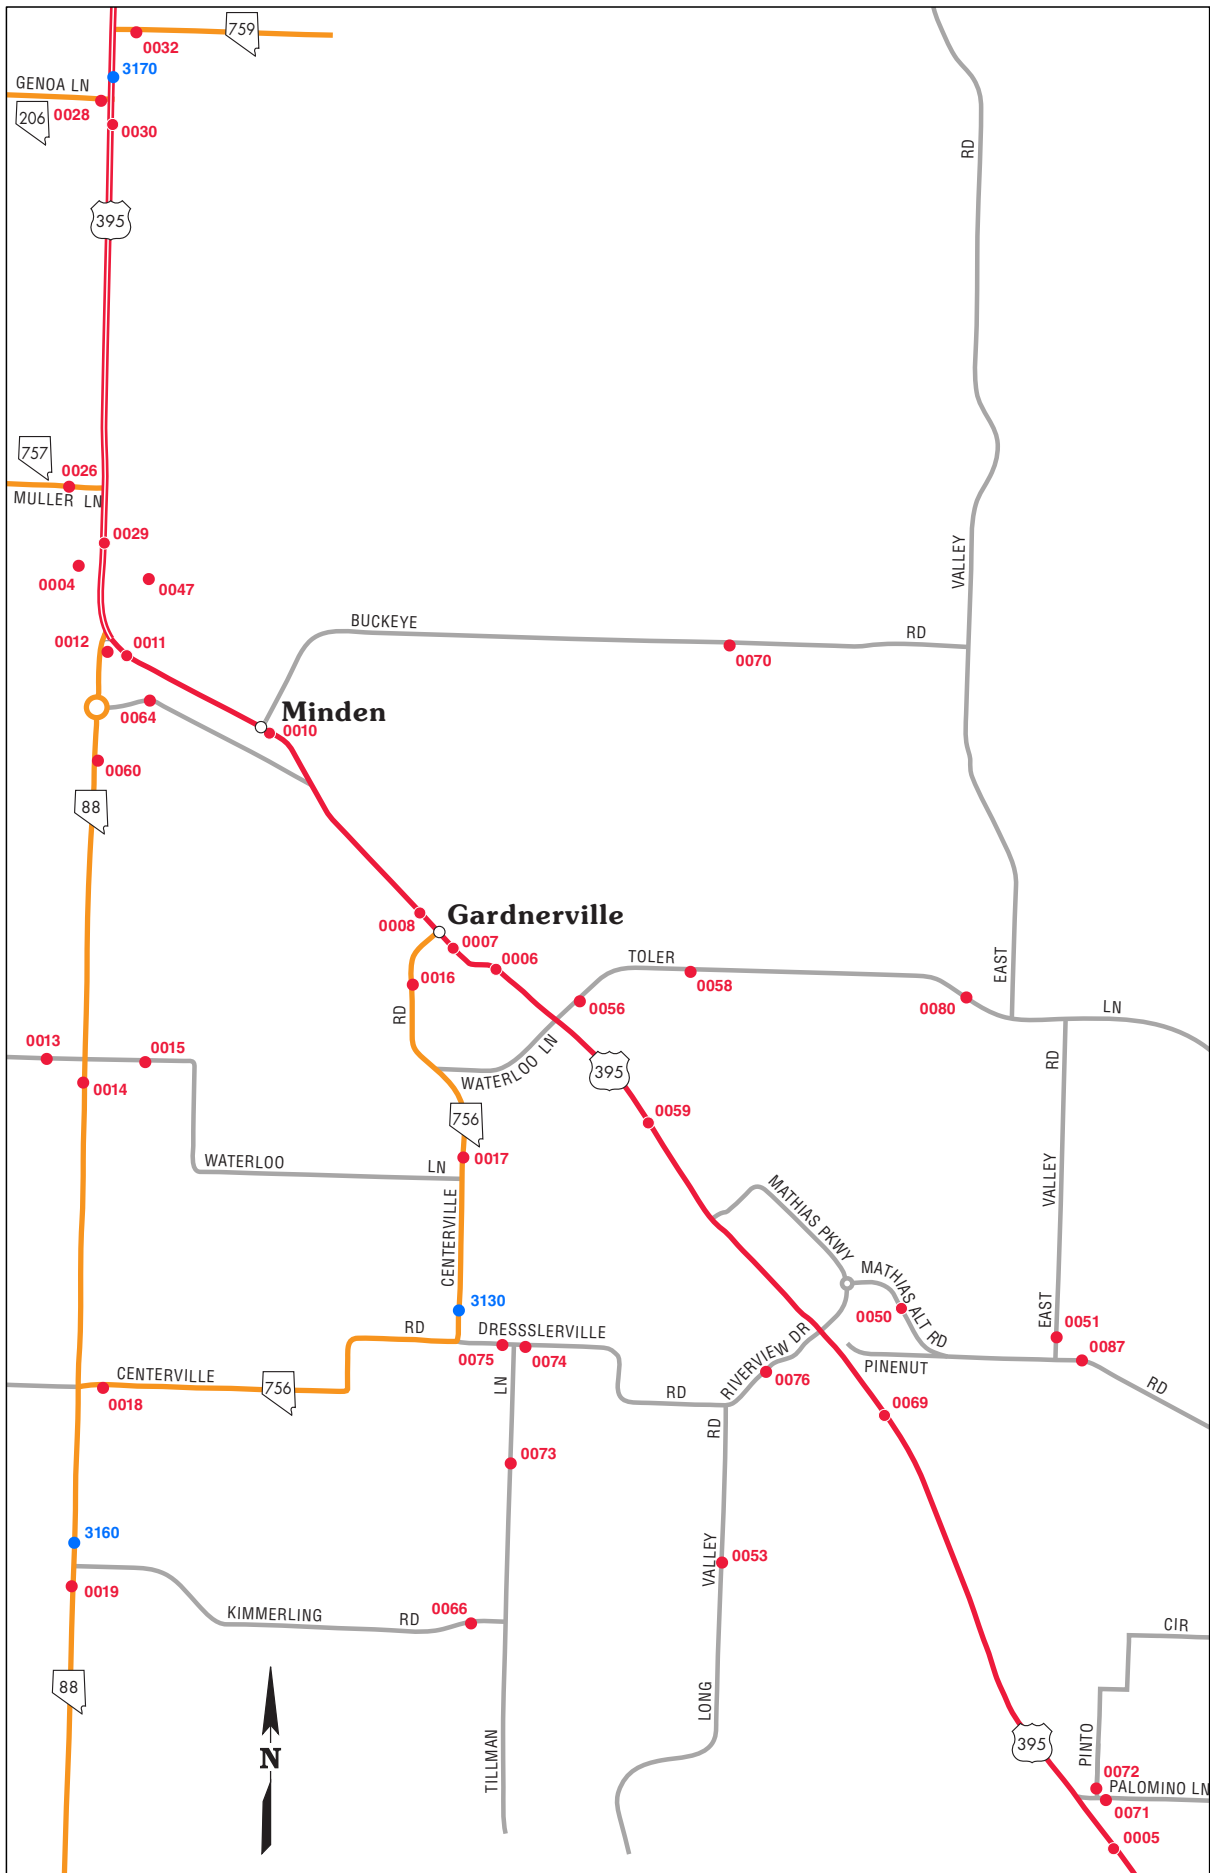 759
0032
3170
GENOA LN
206
0028
0030
RD
395
757
0026
MULLER LN
0029
0004
0047
VALLEY
BUCKEYE
RD
0012
0011
0070
0064
Minden
0010
0060
88
Gardnerville
0008
0007
0006
0016
TOLER
0058
EAST
0056
0080
LN
RD
0013
0015
0014
WATERLOO LN
395
RD
756
0059
0017
WATERLOO
LN
VALLEY
MATHIAS PKWY
CENTERVILLE
MATHIAS ALT RD
3130
0050
EAST
0051
RD
DRESSSLERVILLE
0075
0074
RIVERVIEW DR
PINENUT
0087
RD
CENTERVILLE
756
0018
LN
RD
0076
0069
RD
0073
3160
0019
VALLEY
0053
KIMMERLING
RD
0066
CIR
88
LONG
N
TILLMAN
395
PINTO
0072
PALOMINO LN
0071
0005